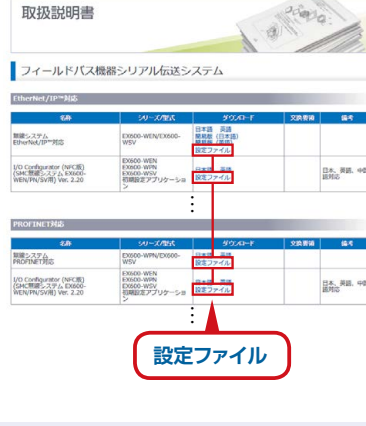 取扱説明書
フィールドバス機器シリアル伝送システム
EtherNet/IP™対応
名称 シリーズ/型式 ダウンロード 交換要領 備考
無線システム EtherNet/IP™対応 EX600-WEN/EX600-WSV 日本語 英語
簡易版（日本語）
簡易版（英語）
設定ファイル
I/O Configurator (NFC版)
(SMC無線システム EX600-WEN/PN/SV用) Ver. 2.20
EX600-WEN
EX600-WPN
EX600-WSV
初期設定アプリケーション
日本語 英語
設定ファイル
日本、英語、中国
語対応
PROFINET対応
名称 シリーズ/型式 ダウンロード 交換要領 備考
無線システム
PROFINET対応
EX600-WPN/EX600-WSV
日本語 英語
設定ファイル
I/O Configurator (NFC版)
(SMC無線システム EX600-WEN/PN/SV用) Ver. 2.20
EX600-WEN
EX600-WPN
EX600-WSV
初期設定アプリケーション
日本語 英語
設定ファイル
日本、英語、中国
語対応
設定ファイル